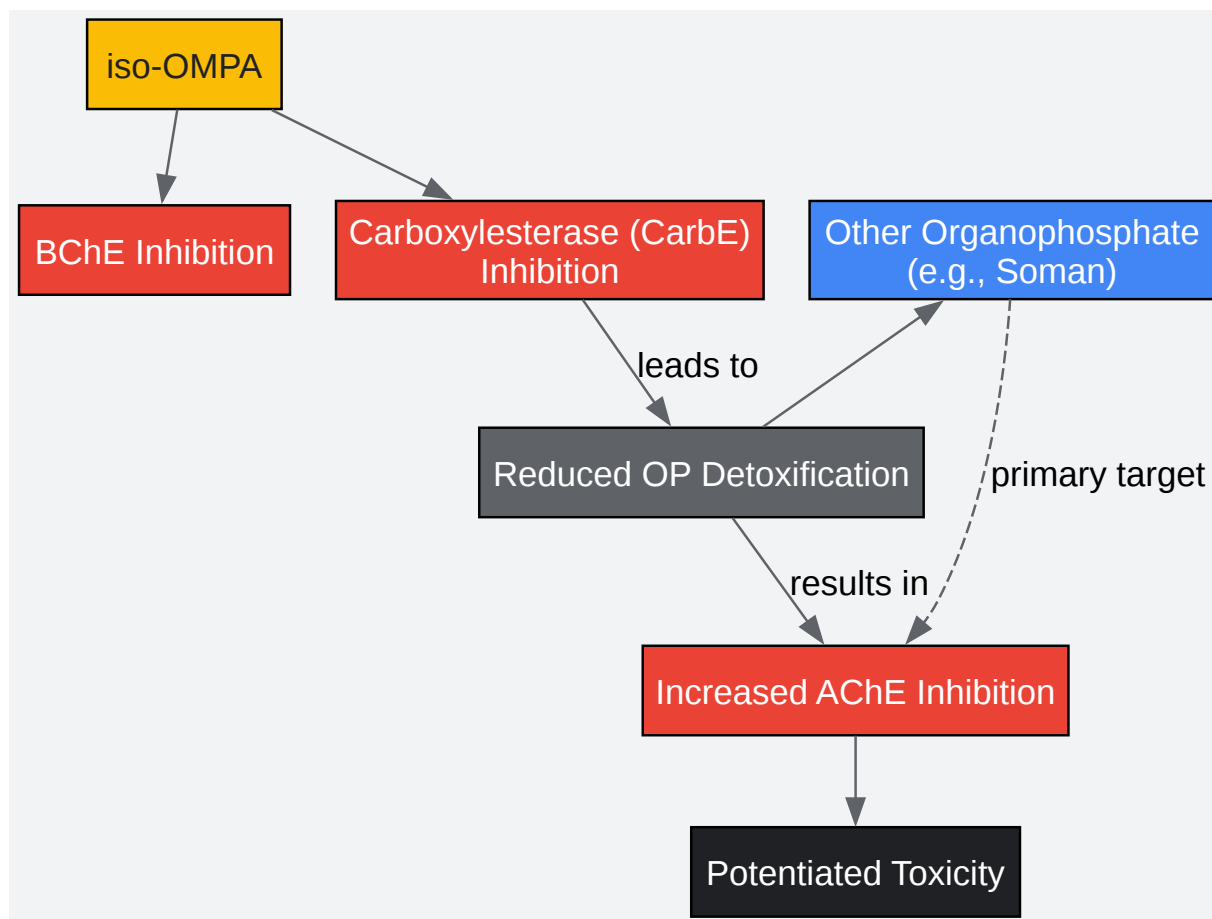 iso-OMPA
BChE Inhibition
Carboxylesterase (CarbE)
Inhibition
Other Organophosphate
(e.g., Soman)
leads to
Reduced OP Detoxification
primary target
results in
Increased AChE Inhibition
Potentiated Toxicity